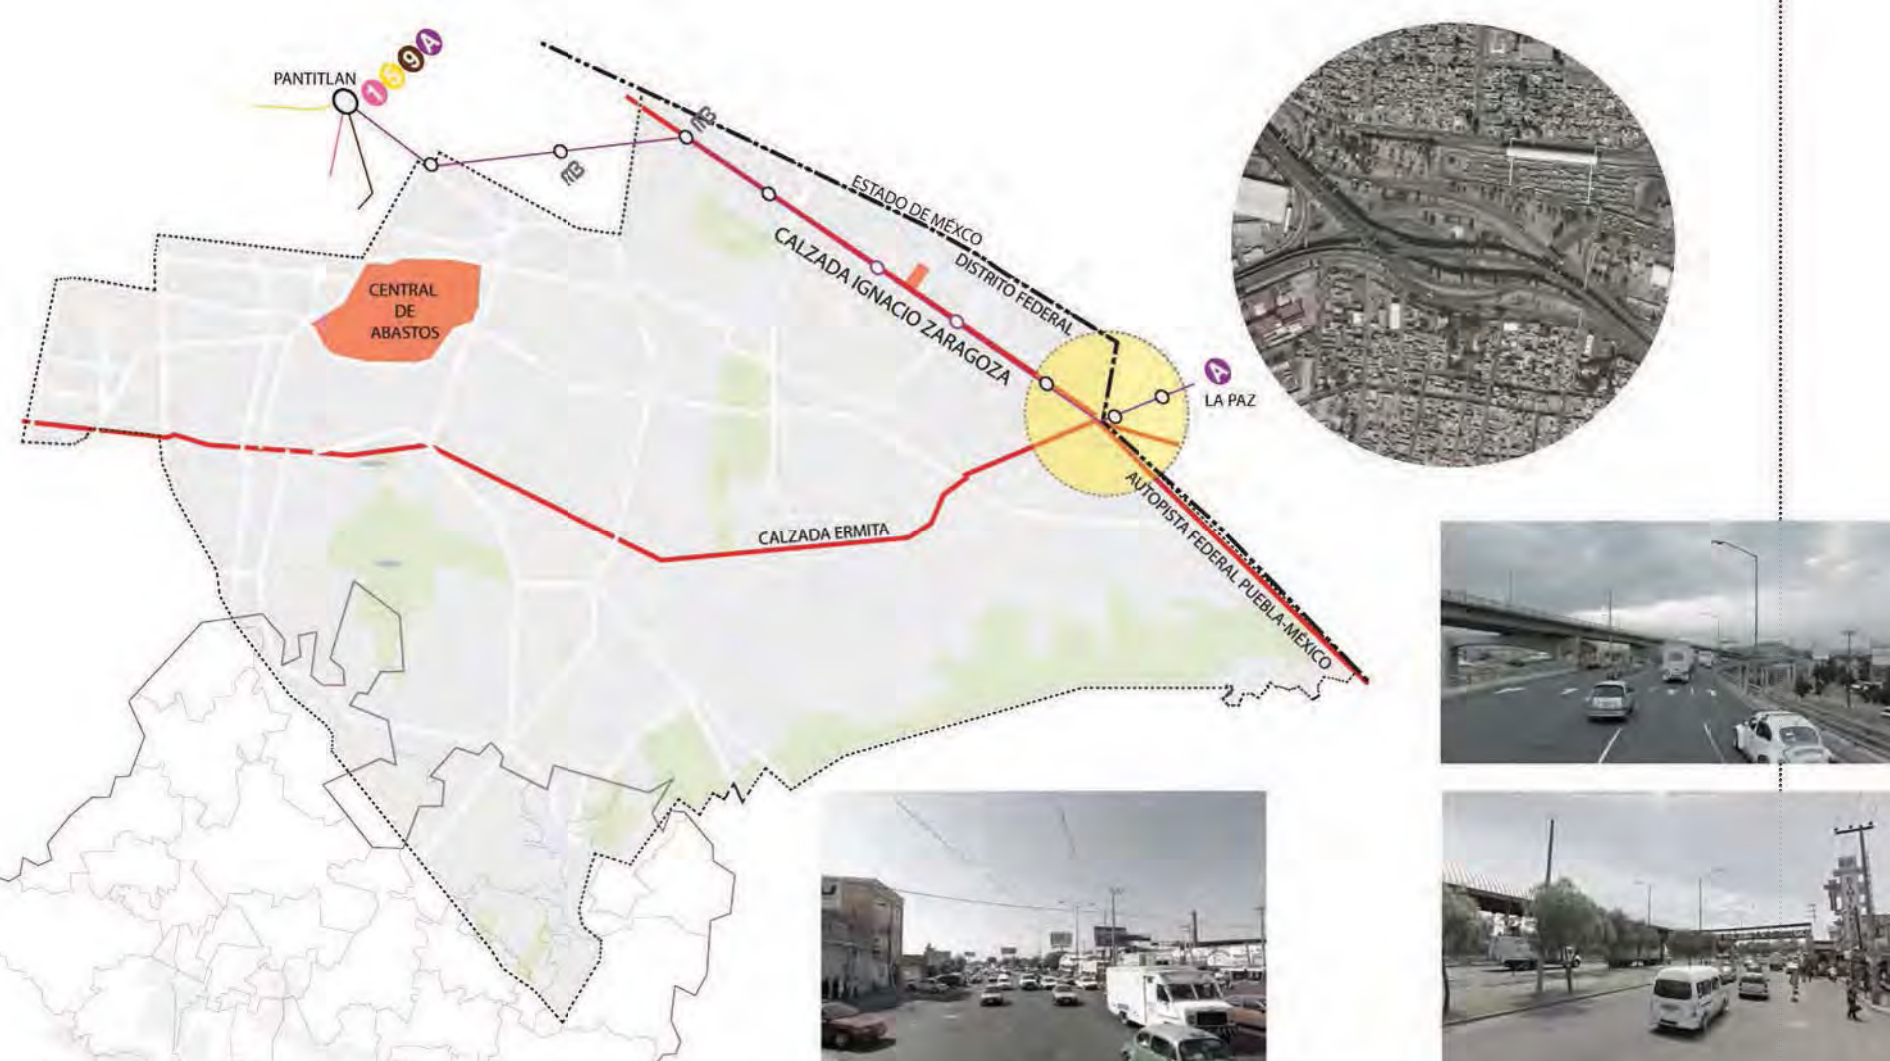 PANTITLAN
1 5 9 A
ESTADO DE MÉXCO
DISTRITO FEDERAL
CALZADA IGNACIO ZARAGOZA
CENTRAL
DE
ABASTOS
A
LA PAZ
CALZADA ERMITA
AUTOPISTA FEDERAL PUEBLA-MÉXICO